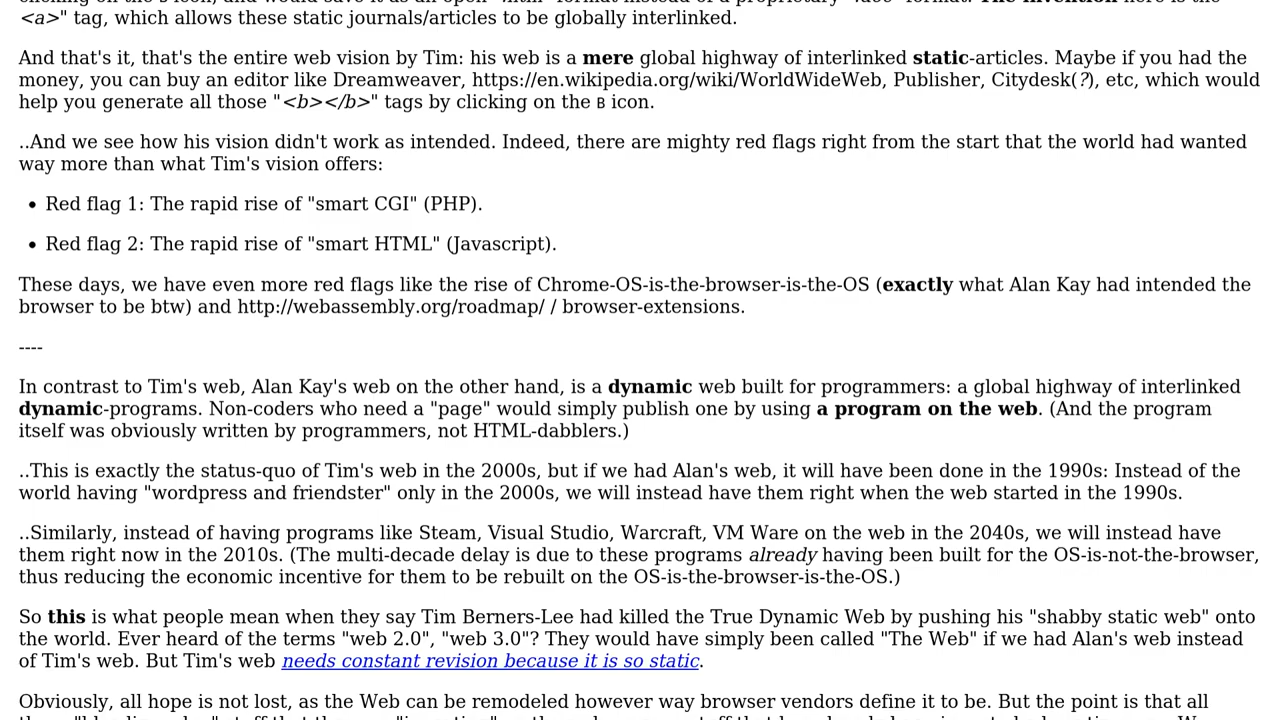 <a>" tag, which allows these static journals/articles to be globally interlinked.
And that's it, that's the entire web vision by Tim: his web is a mere global highway of interlinked static-articles. Maybe if you had the
money, you can buy an editor like Dreamweaver, https://en.wikipedia.org/wiki/WorldWideWeb, Publisher, Citydesk(?), etc, which would
help you generate all those "<b></b>" tags by clicking on the B icon.
..And we see how his vision didn't work as intended. Indeed, there are mighty red flags right from the start that the world had wanted
way more than what Tim's vision offers:
• Red flag 1: The rapid rise of "smart CGI" (PHP).
• Red flag 2: The rapid rise of "smart HTML" (Javascript).
These days, we have even more red flags like the rise of Chrome-OS-is-the-browser-is-the-OS (exactly what Alan Kay had intended the
browser to be btw) and http://webassembly.org/roadmap/ / browser-extensions.
----
In contrast to Tim's web, Alan Kay's web on the other hand, is a dynamic web built for programmers: a global highway of interlinked
dynamic-programs. Non-coders who need a "page" would simply publish one by using a program on the web. (And the program
itself was obviously written by programmers, not HTML-dabblers.)
..This is exactly the status-quo of Tim's web in the 2000s, but if we had Alan's web, it will have been done in the 1990s: Instead of the
world having "wordpress and friendster" only in the 2000s, we will instead have them right when the web started in the 1990s.
..Similarly, instead of having programs like Steam, Visual Studio, Warcraft, VM Ware on the web in the 2040s, we will instead have
them right now in the 2010s. (The multi-decade delay is due to these programs already having been built for the OS-is-not-the-browser,
thus reducing the economic incentive for them to be rebuilt on the OS-is-the-browser-is-the-OS.)
So this is what people mean when they say Tim Berners-Lee had killed the True Dynamic Web by pushing his "shabby static web" onto
the world. Ever heard of the terms "web 2.0", "web 3.0"? They would have simply been called "The Web" if we had Alan's web instead
of Tim's web. But Tim's web needs constant revision because it is so static.
Obviously, all hope is not lost, as the Web can be remodeled however way browser vendors define it to be. But the point is that all